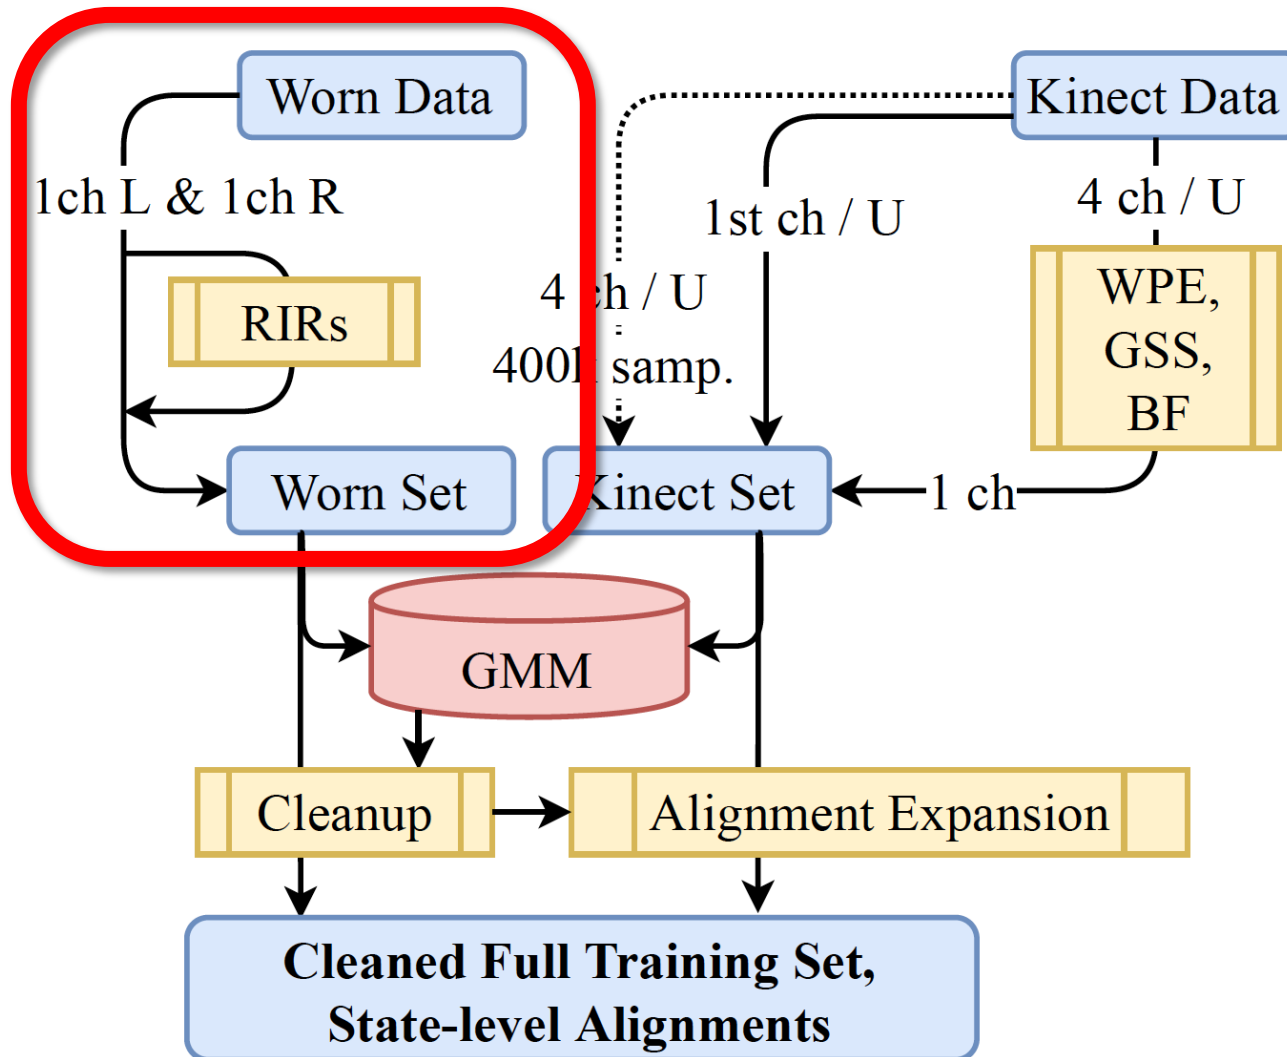 Worn Data
Kinect Data
1ch L & 1ch R
1st ch / U
4 ch / U
RIRs
4 ch / U
400k samp.
WPE,
GSS,
BF
Worn Set
Kinect Set
1 ch
GMM
Cleanup
Alignment Expansion
Cleaned Full Training Set,
State-level Alignments